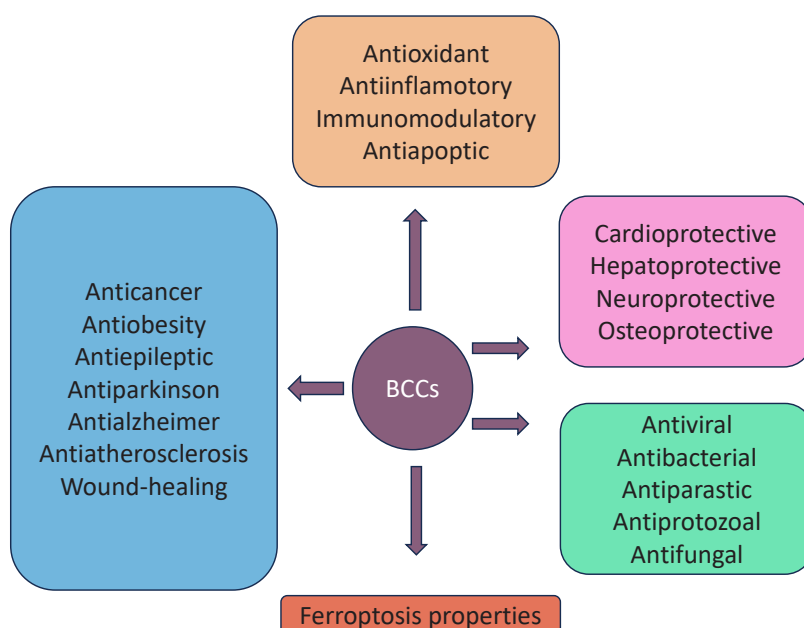 Antioxidant
Antiinflamotory
Immunomodulatory
Antiapoptic
Anticancer
Antiobesity
Antiepileptic
Antiparkinson
Antialzheimer
Antiatherosclerosis
Wound-healing
BCCs
Cardioprotective
Hepatoprotective
Neuroprotective
Osteoprotective
Antiviral
Antibacterial
Antiparastic
Antiprotozoal
Antifungal
Ferroptosis properties